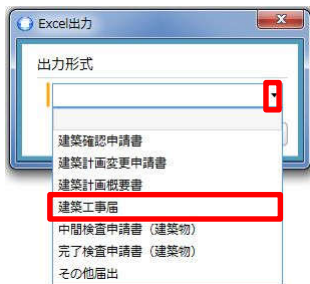 Excel出力
出力形式
建築確認申請書
建築計画変更申請書
建築計画概要書
建築工事届
中間検査申請書（建築物）
完了検査申請書（建築物）
その他届出